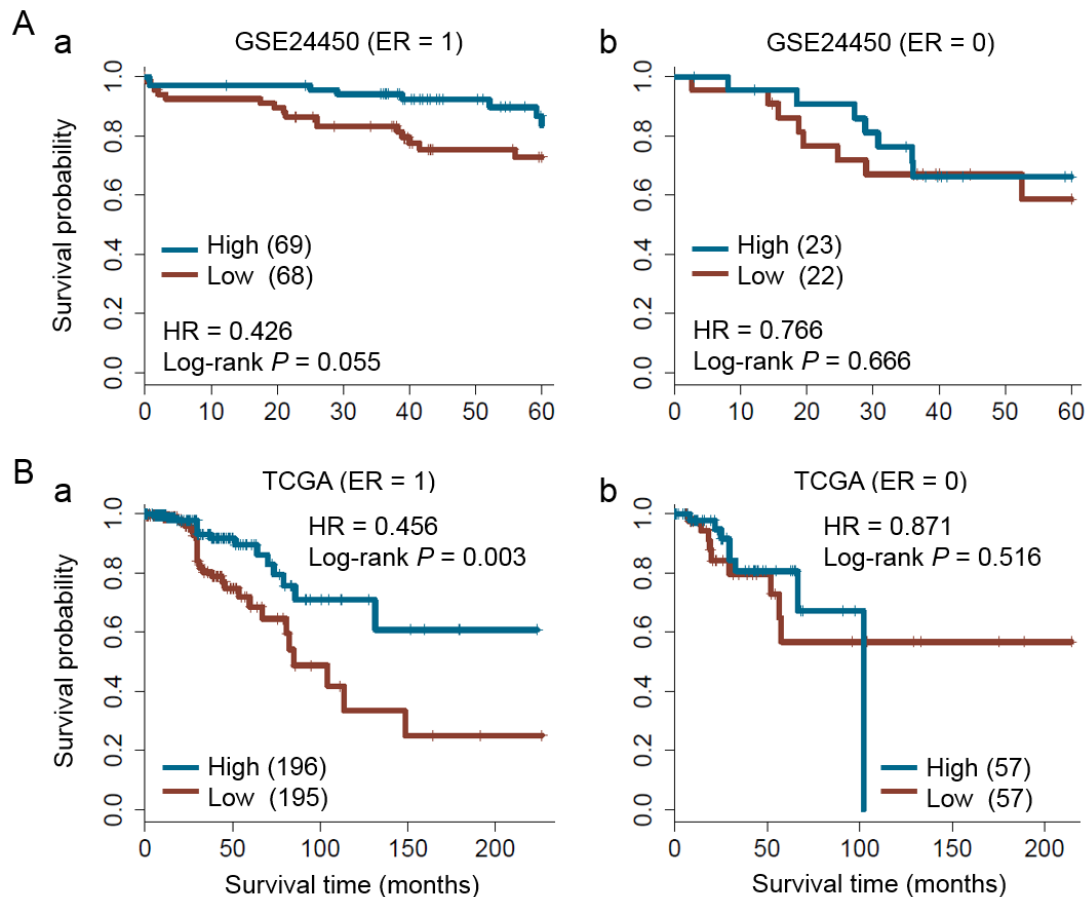 A
a
GSE24450 (ER = 1)
1.0
0.8
0.6
0.4
0.2
0.0
Survival probability
High (69)
Low (68)
HR = 0.426
Log-rank P = 0.055
0 10 20 30 40 50 60
b
GSE24450 (ER = 0)
1.0
0.8
0.6
0.4
0.2
0.0
High (23)
Low (22)
HR = 0.766
Log-rank P = 0.666
0 10 20 30 40 50 60
B
a
TCGA (ER = 1)
1.0
0.8
0.6
0.4
0.2
0.0
Survival probability
HR = 0.456
Log-rank P = 0.003
High (196)
Low (195)
0 50 100 150 200
Survival time (months)
b
TCGA (ER = 0)
1.0
0.8
0.6
0.4
0.2
0.0
HR = 0.871
Log-rank P = 0.516
High (57)
Low (57)
0 50 100 150 200
Survival time (months)